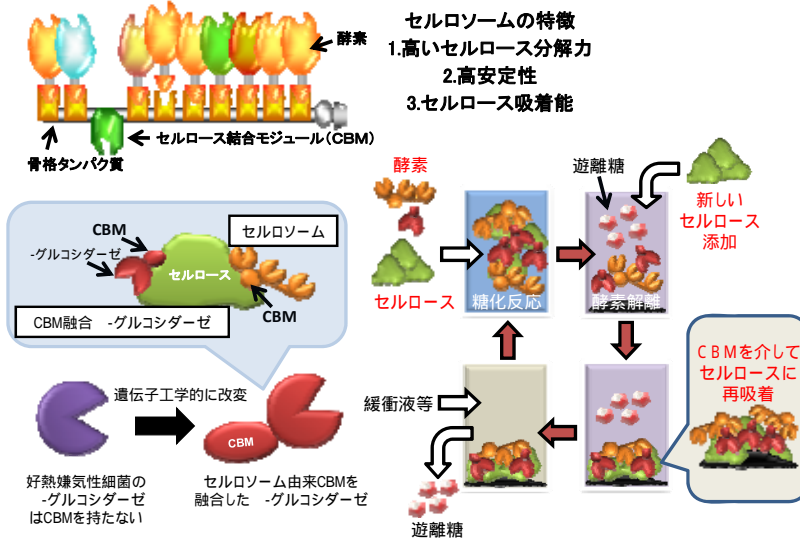 セルロソームの特徴
1.高いセルロース分解力
2.高安定性
3.セルロース吸着能
酵素
セルロース結合モジュール(CBM)
骨格タンパク質
CBM
-グルコシダーゼ
セルロソーム
セルロース
CBM
CBM融合 -グルコシダーゼ
遺伝子工学的に改変
CBM
好熱嫌気性細菌の
-グルコシダーゼ
はCBMを持たない
セルロソーム由来CBMを
融合した -グルコシダーゼ
酵素
セルロース
糖化反応
遊離糖
酵素解離
新しい
セルロース
添加
CBMを介して
セルロースに
再吸着
緩衝液等
遊離糖